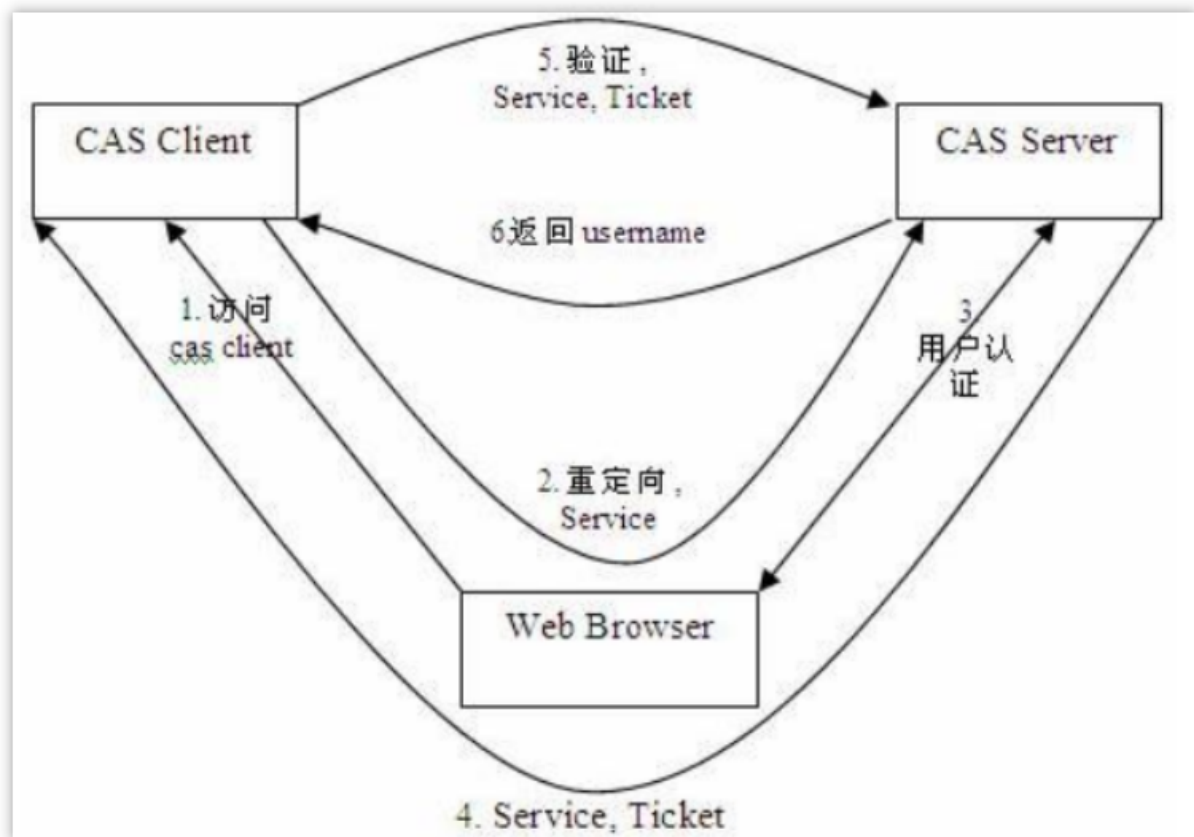 5. 验证，
Service, Ticket
CAS Client
CAS Server
6返回 username
1. 访问
cas client
3
用户认
证
2. 重定向，
Service
Web Browser
4. Service, Ticket